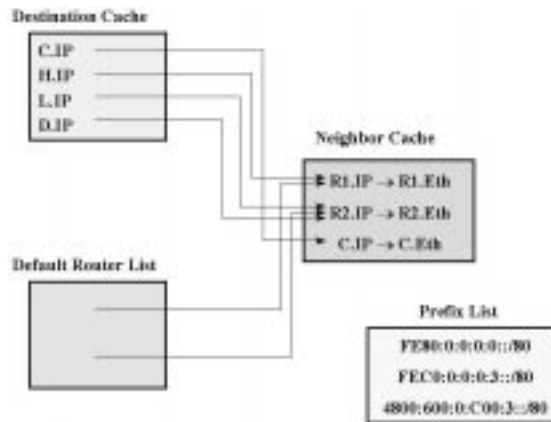 Destination Cache
C.IP
H.IP
L.IP
D.IP
Neighbor Cache
R1.IP → R1.Eth
R2.IP → R2.Eth
C.IP → C.Eth
Default Router List
Prefix List
FE80:0:0:0:0::/80
FEC0:0:0:0:3::/80
4800:600:0:C00:3::/80